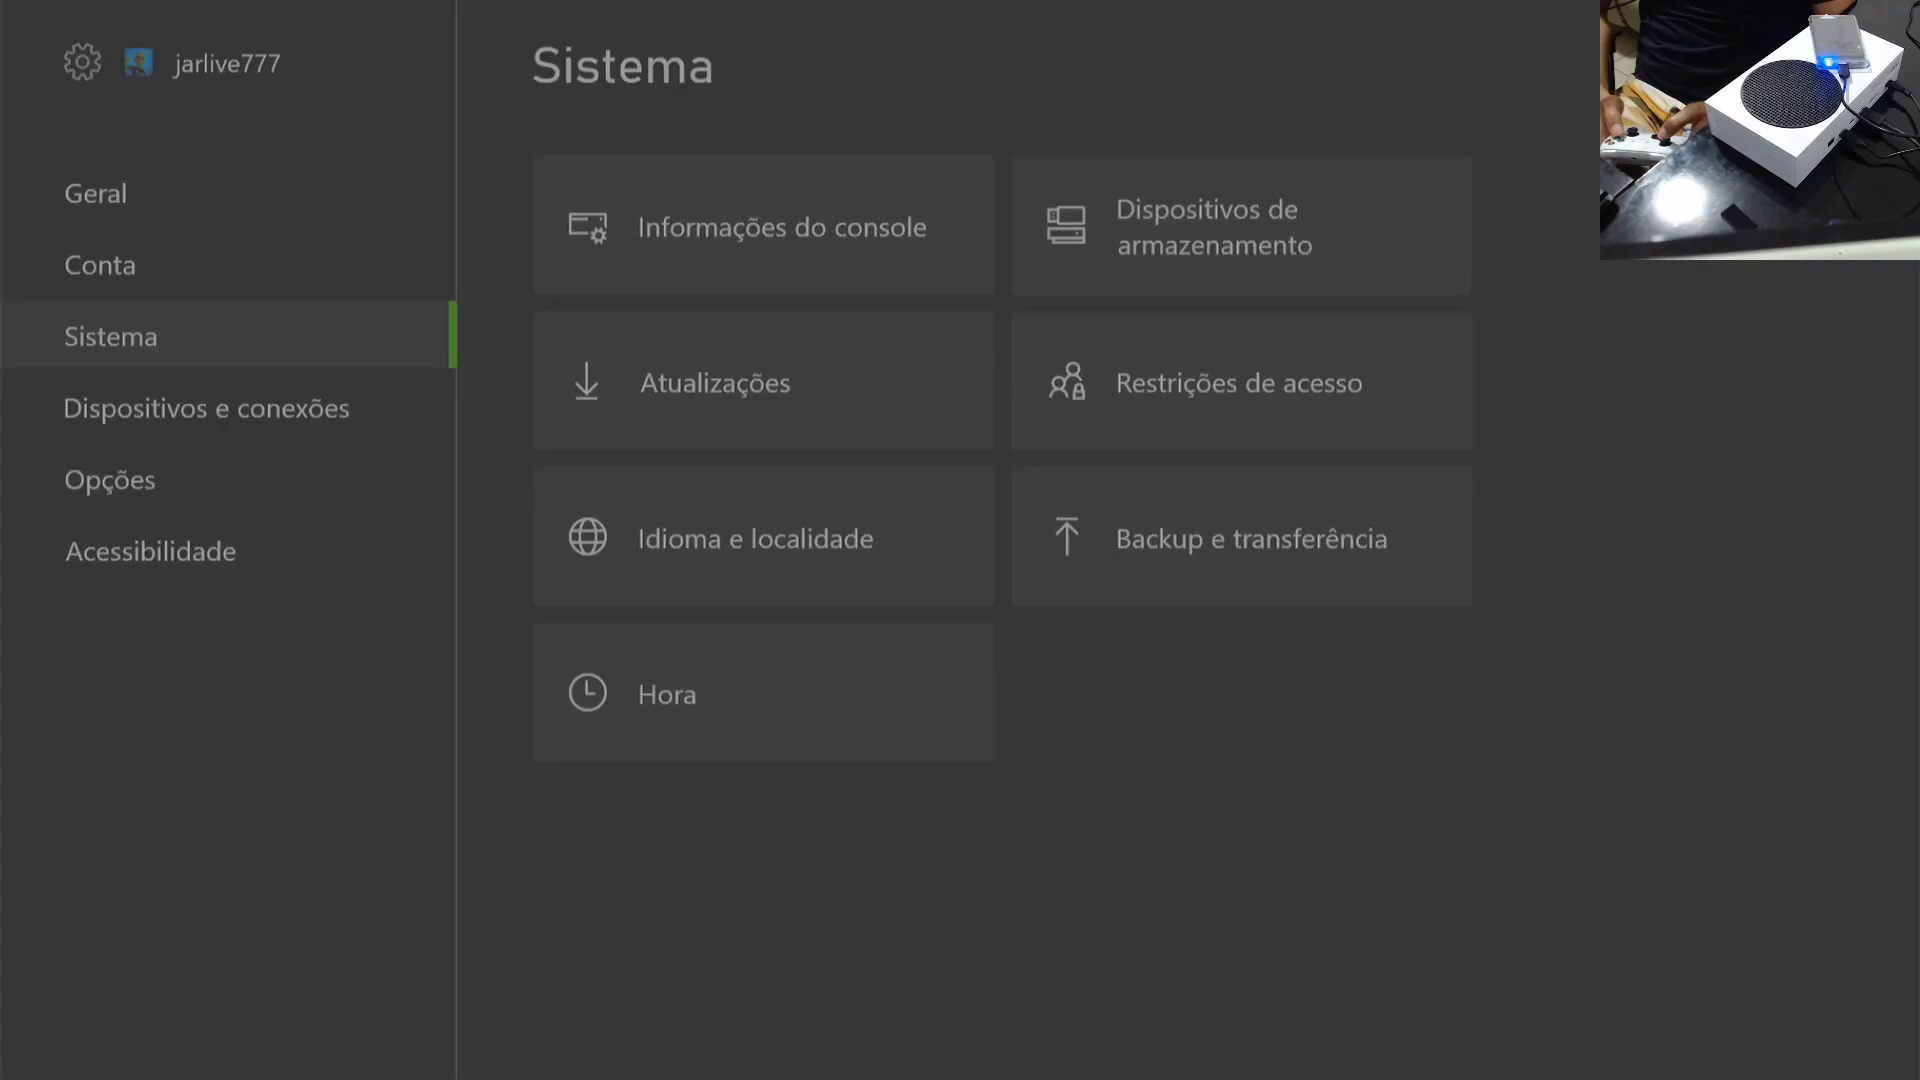 jarlive777
Geral
Conta
Sistema
Dispositivos e conexões
Opções
Acessibilidade
Sistema
Informações do console
Dispositivos de
armazenamento
Atualizações
Restrições de acesso
Idioma e localidade
Backup e transferência
Hora